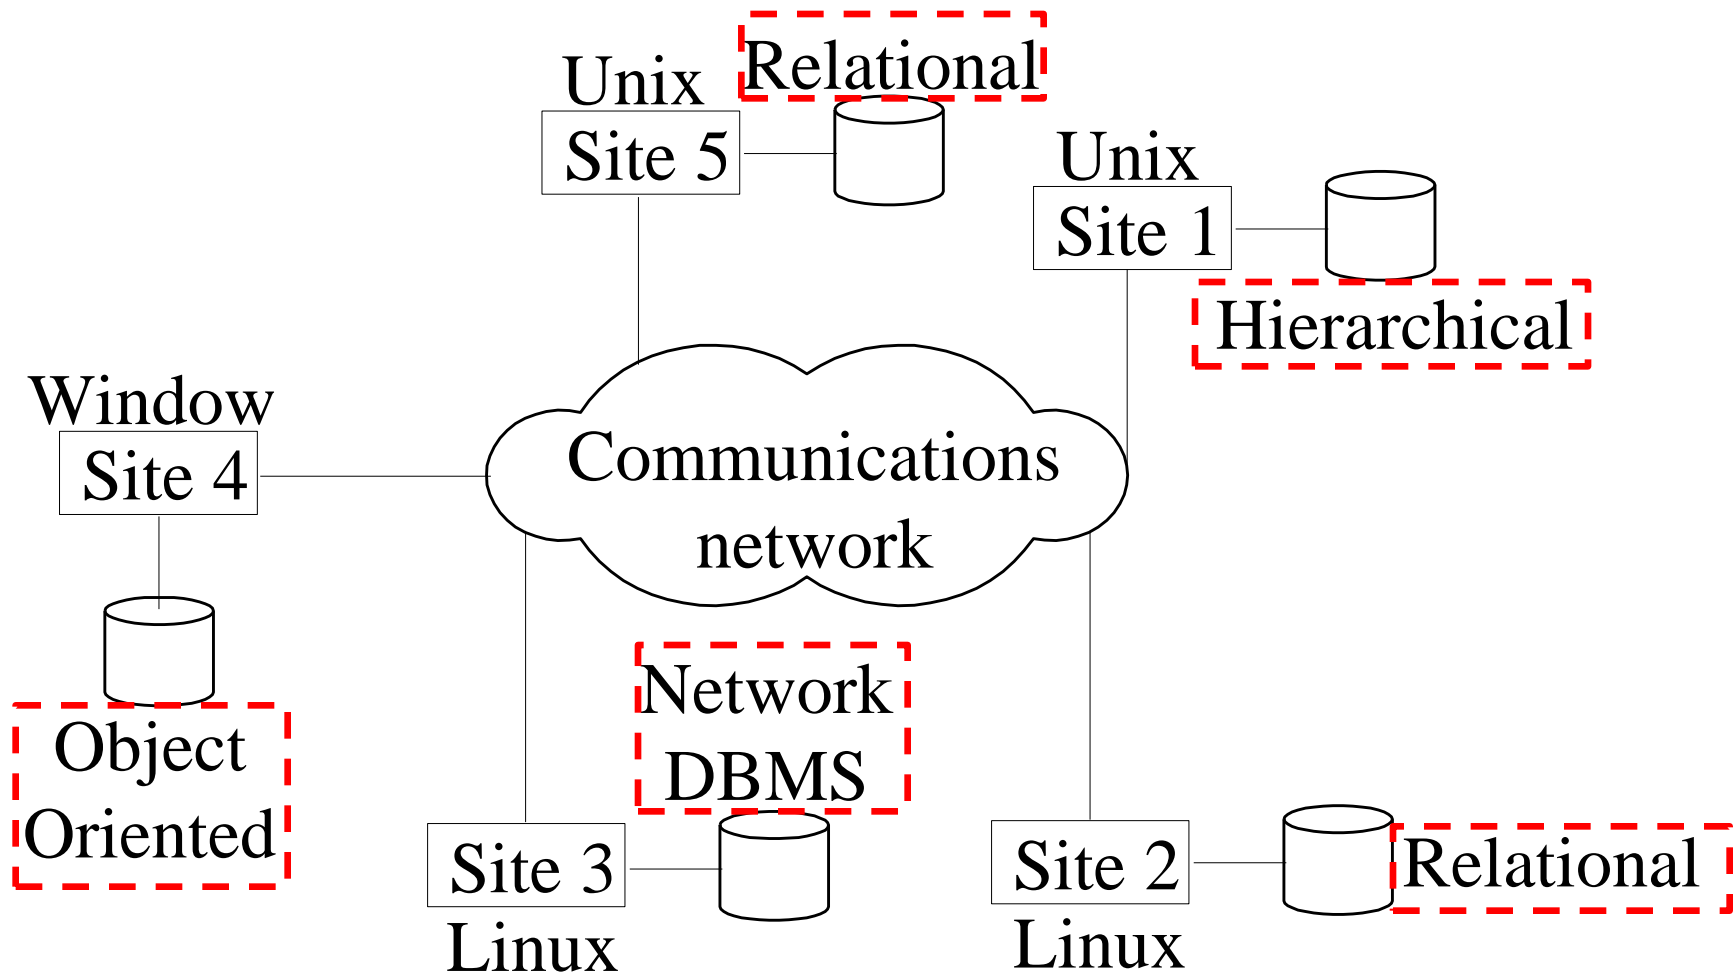 Relational
Unix
Site 5
Unix
Site 1
Hierarchical
Window
Site 4
Communications
network
Object
Oriented
Network
DBMS
Site 3
Linux
Site 2
Linux
Relational